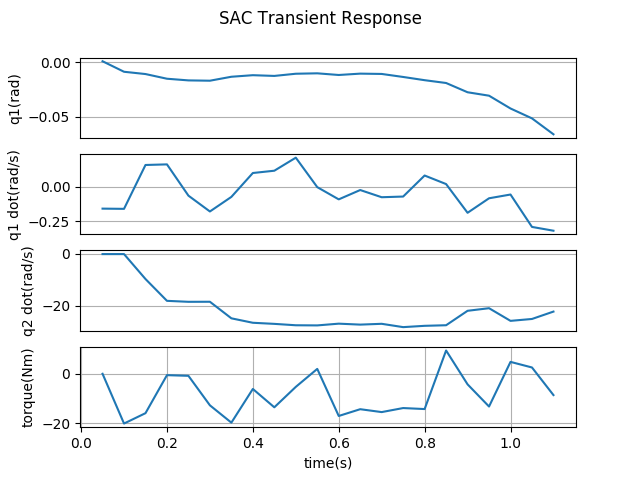 SAC Transient Response
q1(rad)
0.00
−0.05
q1 dot(rad/s)
0.00
−0.25
q2 dot(rad/s)
0
−20
torque(Nm)
0
−20
0.0 0.2 0.4 0.6 0.8 1.0
time(s)